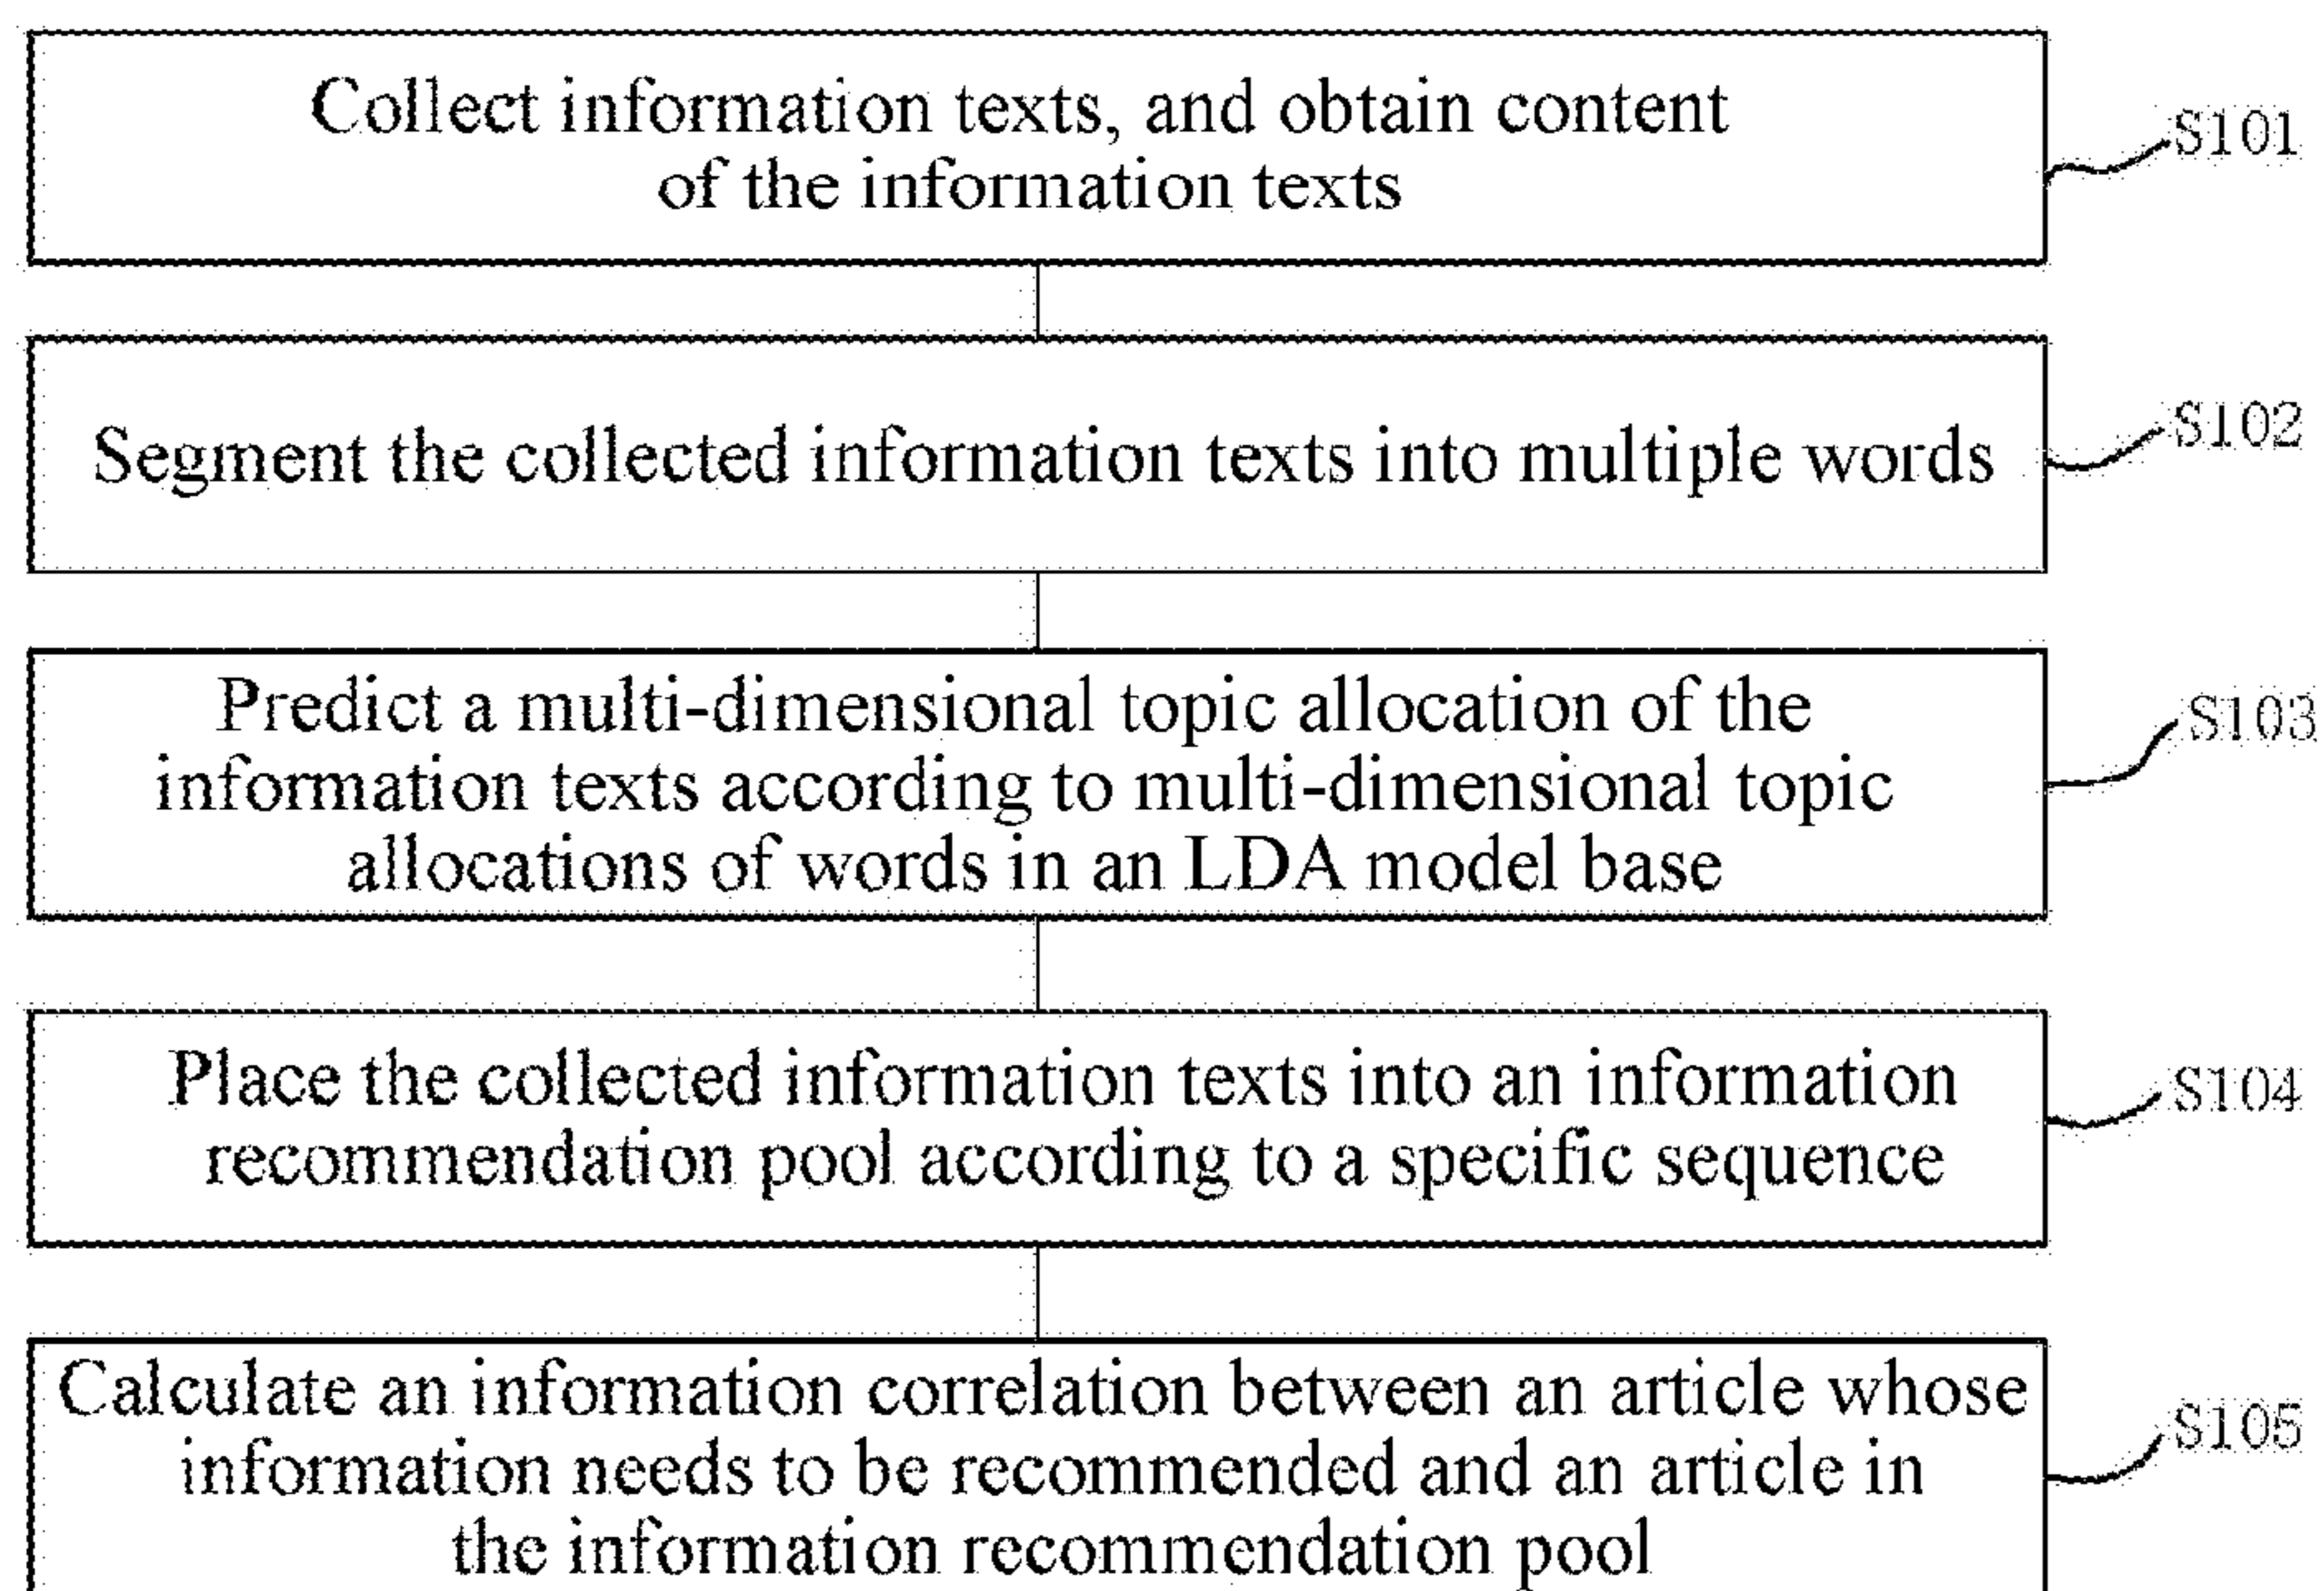 Collect information texts, and obtain content
of the information texts
S101
Segment the collected information texts into multiple words
S102
Predict a multi-dimensional topic allocation of the
information texts according to multi-dimensional topic
allocations of words in an LDA model base
S103
Place the collected information texts into an information
recommendation pool according to a specific sequence
S104
Calculate an information correlation between an article whose
information needs to be recommended and an article in
the information recommendation pool
S105